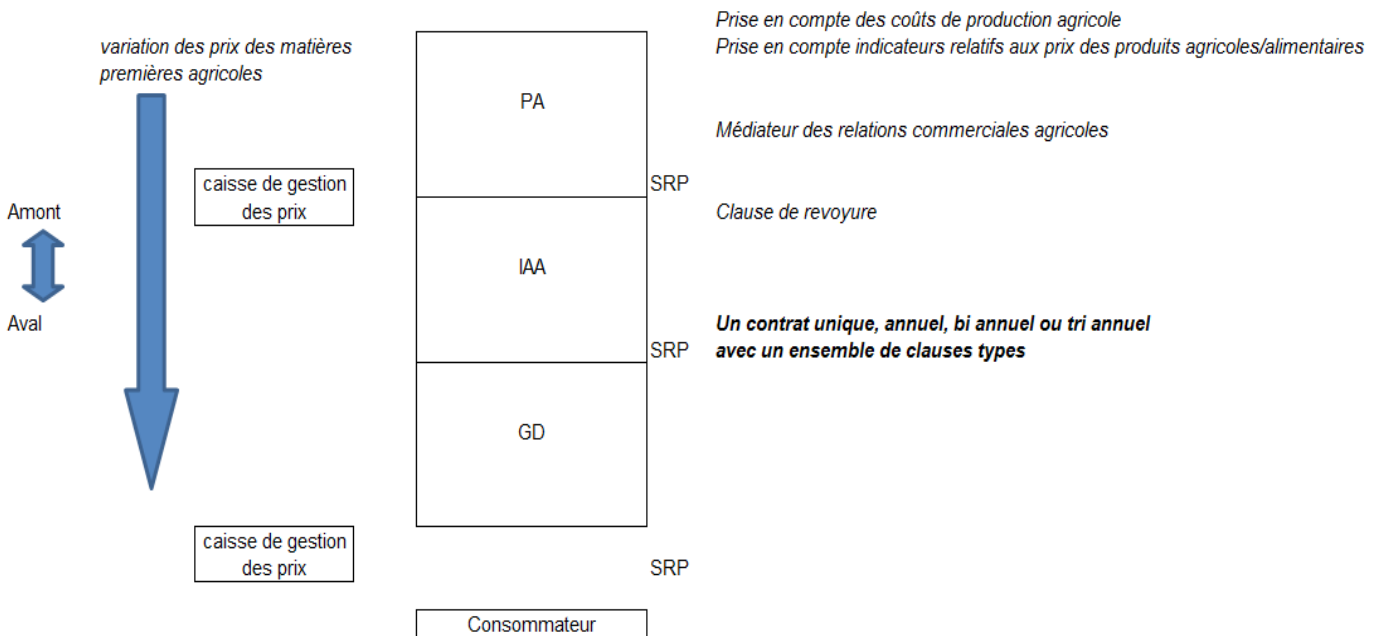 Prise en compte des coûts de production agricole
variation des prix des matières
premières agricoles
Prise en compte indicateurs relatifs aux prix des produits agricoles/alimentaires
PA
Médiateur des relations commerciales agricoles
caisse de gestion
des prix
SRP
Amont
Clause de revoyure
IAA
Aval
Un contrat unique, annuel, bi annuel ou tri annuel
avec un ensemble de clauses types
SRP
GD
caisse de gestion
des prix
SRP
Consommateur